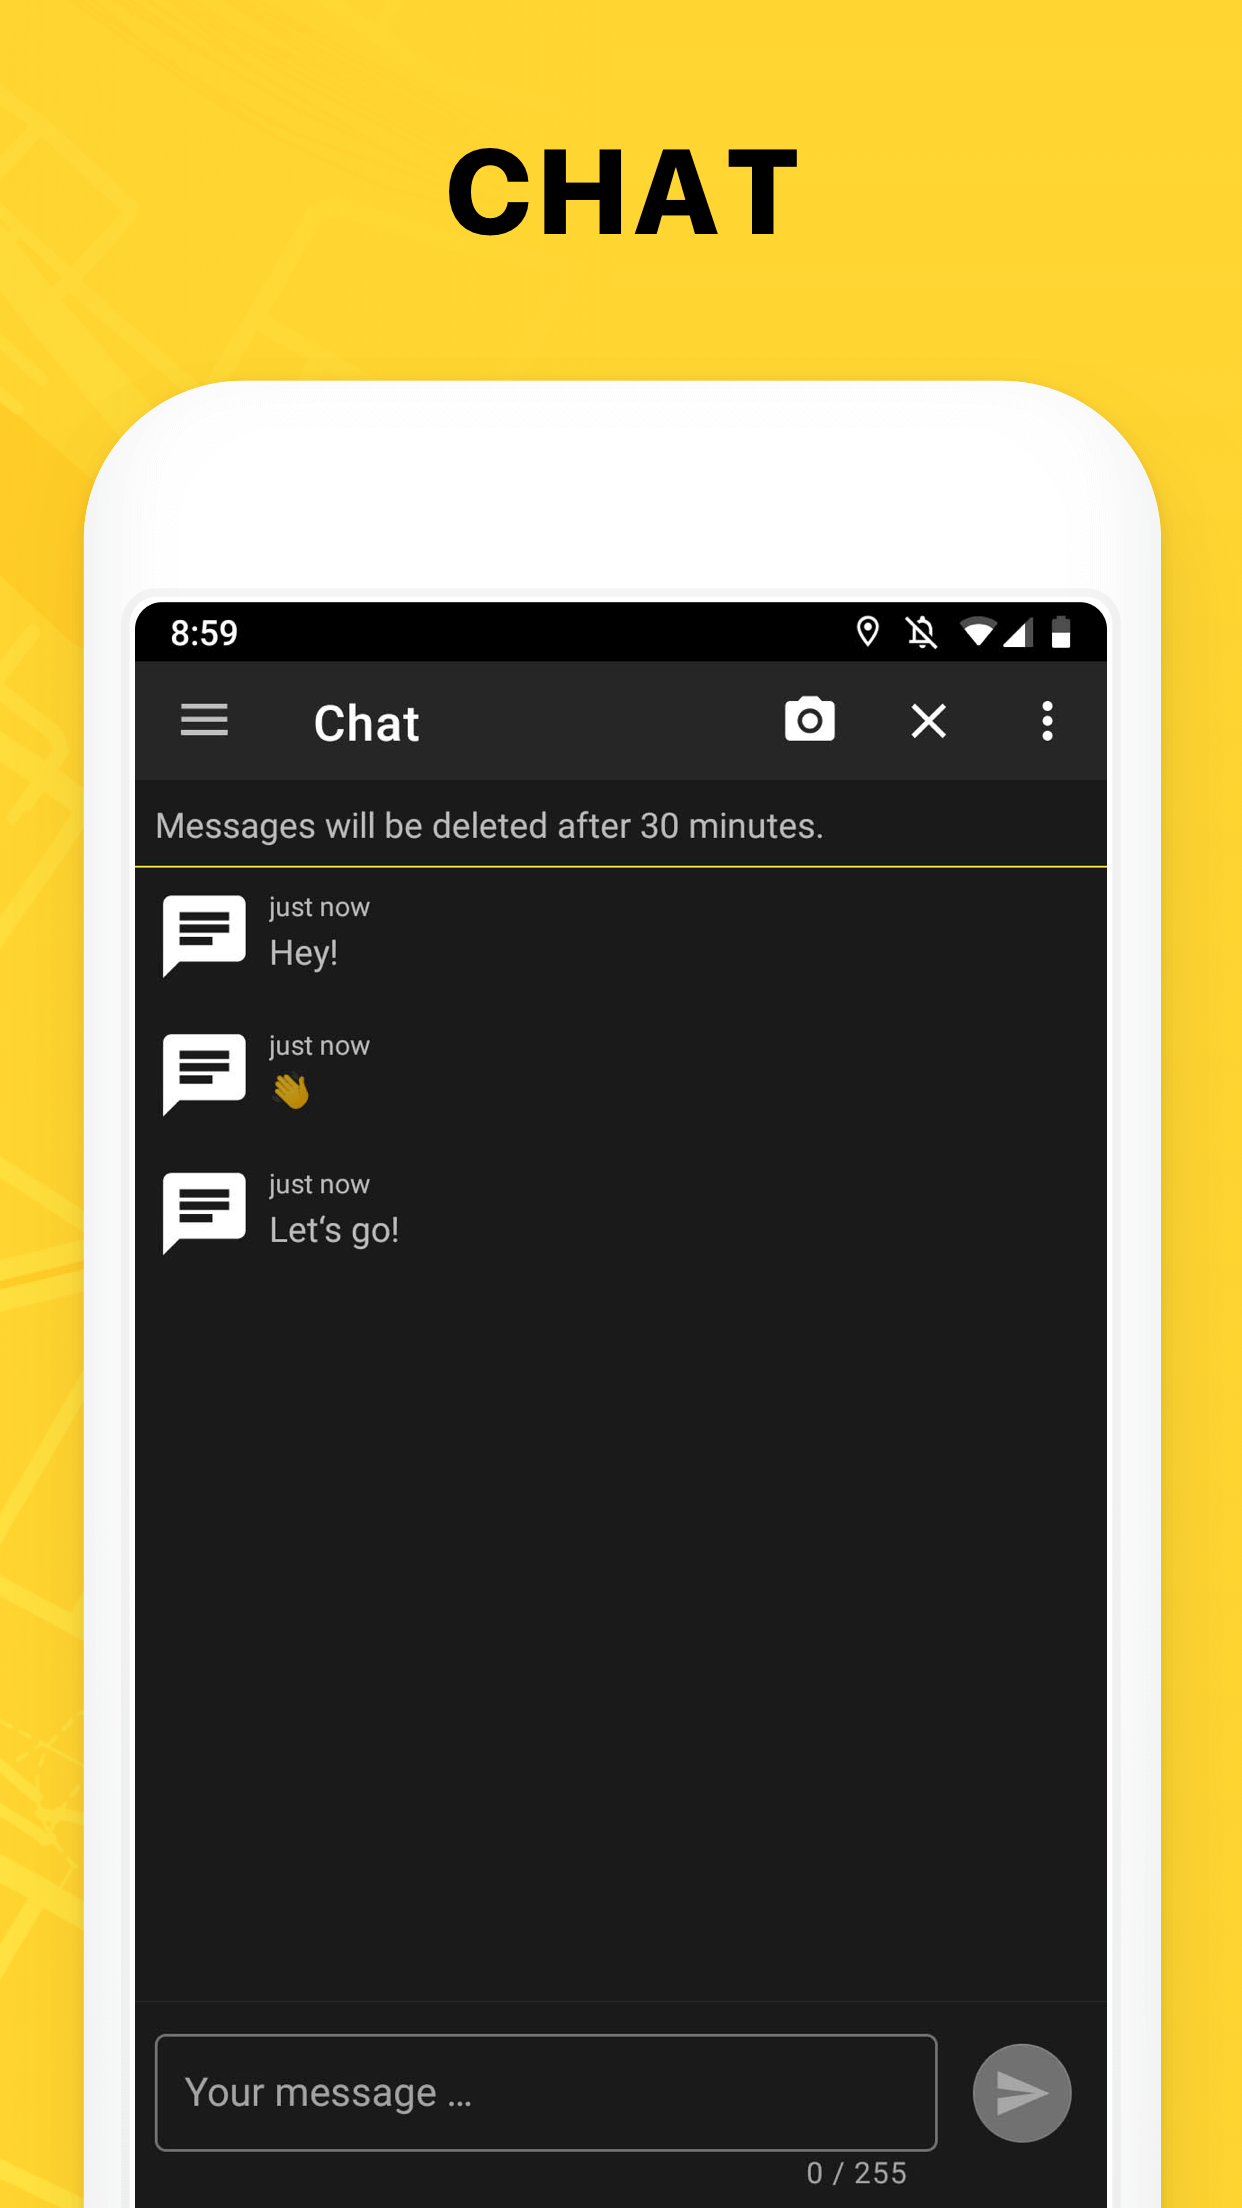 CHAT
8:59
Chat
Messages will be deleted after 30 minutes.
just now
Hey!
just now
👋
just now
Let‘s go!
Your message ...
0 / 255